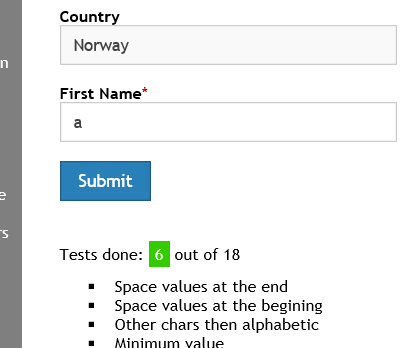 Country
Norway
n
First Name*
a
Submit
e
rs
Tests done: 6 out of 18
Space values at the end
Space values at the begining
Other chars then alphabetic
Minimum value